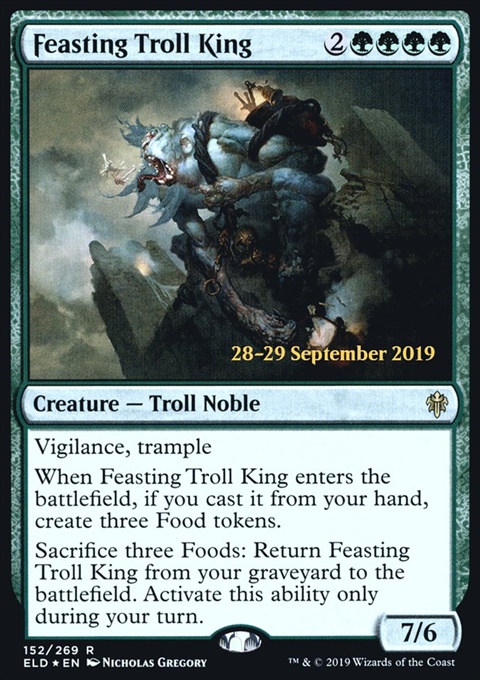 Feasting Troll King 2
28-29 September 2019
Creature — Troll Noble
Vigilance, trample
When Feasting Troll King enters the
battlefield, if you cast it from your hand,
create three Food tokens.
Sacrifice three Foods: Return Feasting
Troll King from your graveyard to the
battlefield. Activate this ability only
during your turn.
7/6
152/269 R
ELD ★ EN Nicholas Gregory
™ & © 2019 Wizards of the Coast